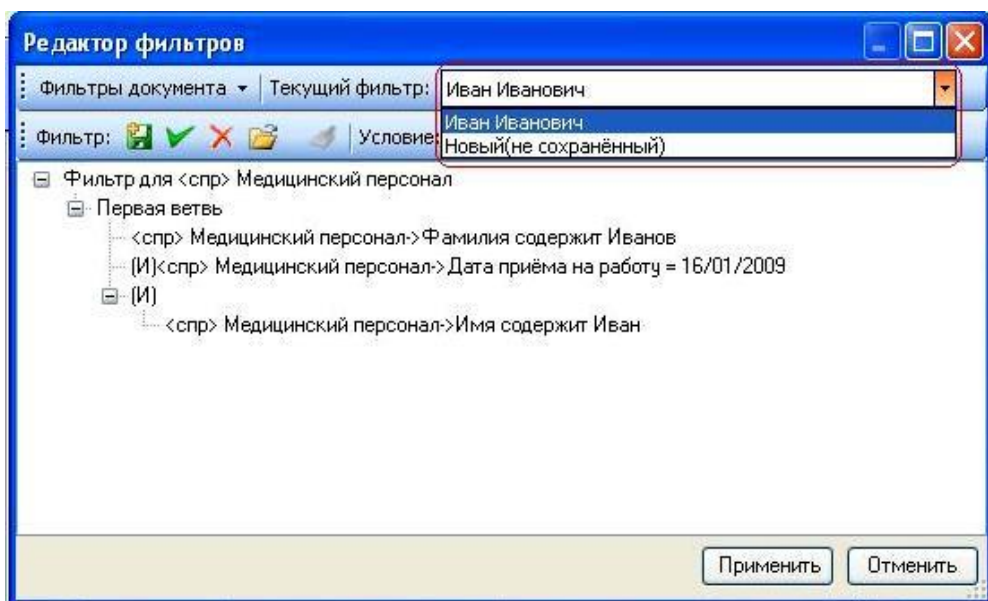 Редактор фильтров
Фильтры документа Текущий фильтр: Иван Иванович
Иван Иванович
Фильтр: Условие:
Новый(не сохранённый)
Фильтр для <спр> Медицинский персонал
Первая ветвь
<спр> Медицинский персонал->Фамилия содержит Иванов
(И)<спр> Медицинский персонал->Дата приёма на работу = 16/01/2009
(И)
<спр> Медицинский персонал->Имя содержит Иван
Применить Отменить